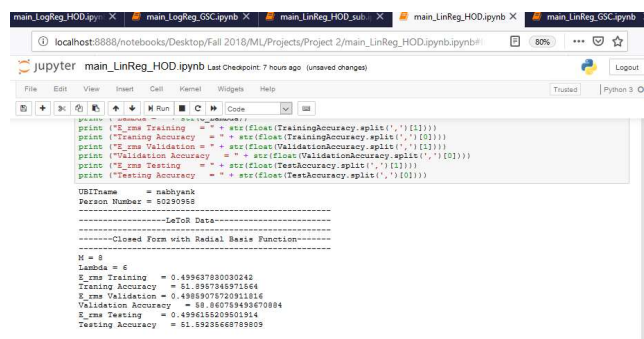 main_LogReg_HOD.ipyn
main_LogReg_GSC.ipynb
main_LinReg_HOD_sub.i
main_LinReg_HOD.ipynb
main_LinReg_GSC.ipynb
localhost:8888/notebooks/Desktop/Fall 2018/ML/Projects/Project 2/main_LinReg_HOD.ipynb.ipynb#
80%
jupyter main_LinReg_HOD.ipynb Last Checkpoint: 7 hours ago (unsaved changes)
Logout
File Edit View Insert Cell Kernel Widgets Help
Trusted
Python 3
Run
Code
print ("Lambda = " + str(C_Lambda))
print ("E_rms Training   = " + str(float(TrainingAccuracy.split(',')[1])))
print ("Traning Accuracy   = " + str(float(TrainingAccuracy.split(',')[0])))
print ("E_rms Validation = " + str(float(ValidationAccuracy.split(',')[1])))
print ("Validation Accuracy   = " + str(float(ValidationAccuracy.split(',')[0])))
print ("E_rms Testing    = " + str(float(TestAccuracy.split(',')[1])))
print ("Testing Accuracy   = " + str(float(TestAccuracy.split(',')[0])))
UBITname      = nabhyank
Person Number = 50290958
----------------------------------------------------
------------------LeToR Data------------------------
----------------------------------------------------
-------Closed Form with Radial Basis Function-------
----------------------------------------------------
M = 8
Lambda = 6
E_rms Training   = 0.499637830030242
Traning Accuracy   = 51.8957345971564
E_rms Validation = 0.49859075720911816
Validation Accuracy   = 58.860759493670884
E_rms Testing    = 0.4996155209501914
Testing Accuracy   = 51.59235668789809